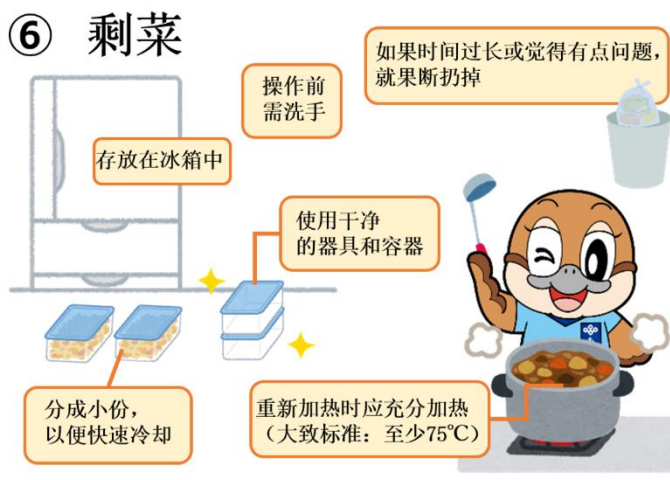 ⑥ 剩菜
如果时间过长或觉得有点问题，
就果断扔掉
操作前
需洗手
存放在冰箱中
使用干净
的器具和容器
分成小份，
以便快速冷却
重新加热时应充分加热
（大致标准：至少75℃）